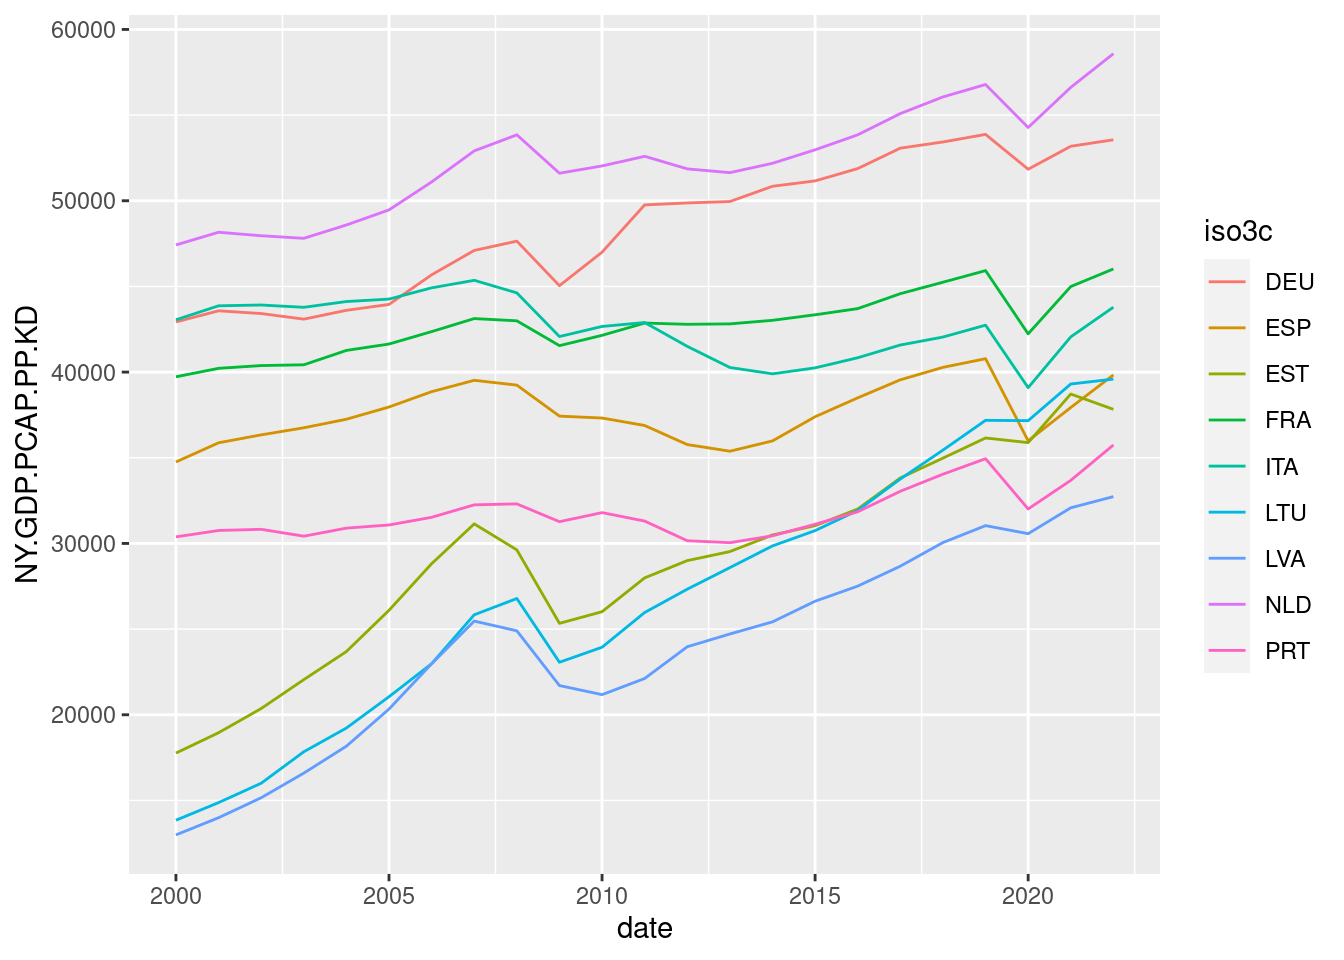 60000
50000
40000
30000
20000
NY.GDP.PCAP.PP.KD
2000 2005 2010 2015 2020
date
iso3c
DEU
ESP
EST
FRA
ITA
LTU
LVA
NLD
PRT